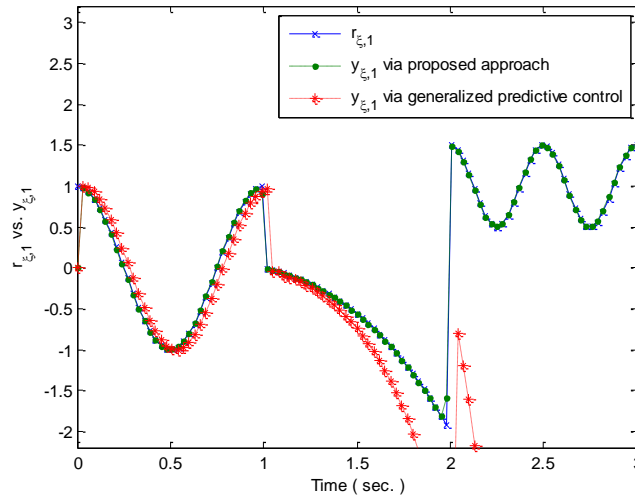 r_ξ,1
y_ξ,1 via proposed approach
y_ξ,1 via generalized predictive control
r_ξ,1 vs. y_ξ,1
3
2.5
2
1.5
1
0.5
0
-0.5
-1
-1.5
-2
0 0.5 1 1.5 2 2.5 3
Time ( sec. )